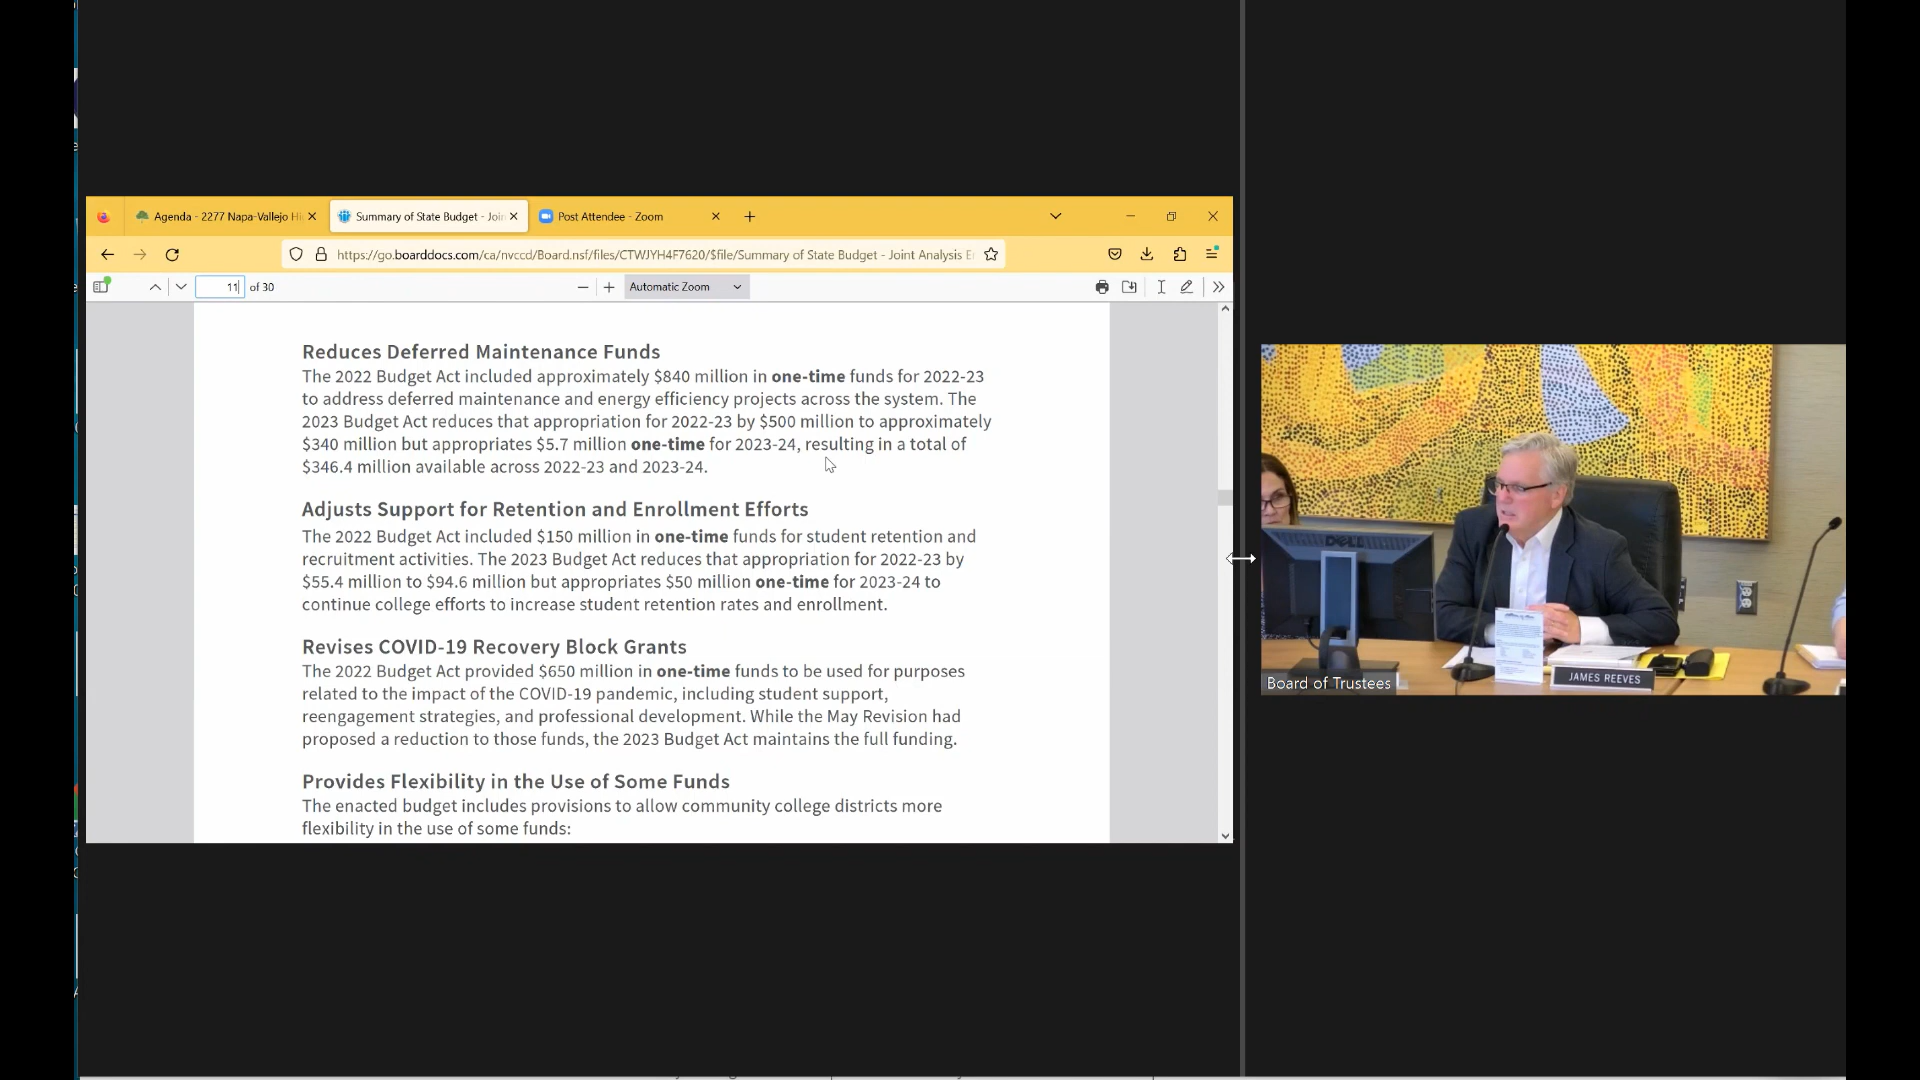 Agenda - 2277 Napa-Vallejo Hi
Summary of State Budget - Join
Post Attendee - Zoom
https://go.boarddocs.com/ca/nvccd/Board.nsf/files/CTWJYH4F7620/$file/Summary of State Budget - Joint Analysis E
11 of 30
Automatic Zoom
Reduces Deferred Maintenance Funds
The 2022 Budget Act included approximately $840 million in one-time funds for 2022-23
to address deferred maintenance and energy efficiency projects across the system. The
2023 Budget Act reduces that appropriation for 2022-23 by $500 million to approximately
$340 million but appropriates $5.7 million one-time for 2023-24, resulting in a total of
$346.4 million available across 2022-23 and 2023-24.
Adjusts Support for Retention and Enrollment Efforts
The 2022 Budget Act included $150 million in one-time funds for student retention and
recruitment activities. The 2023 Budget Act reduces that appropriation for 2022-23 by
$55.4 million to $94.6 million but appropriates $50 million one-time for 2023-24 to
continue college efforts to increase student retention rates and enrollment.
Revises COVID-19 Recovery Block Grants
The 2022 Budget Act provided $650 million in one-time funds to be used for purposes
related to the impact of the COVID-19 pandemic, including student support,
reengagement strategies, and professional development. While the May Revision had
proposed a reduction to those funds, the 2023 Budget Act maintains the full funding.
Provides Flexibility in the Use of Some Funds
The enacted budget includes provisions to allow community college districts more
flexibility in the use of some funds:
DELL
JAMES REEVES
Board of Trustees